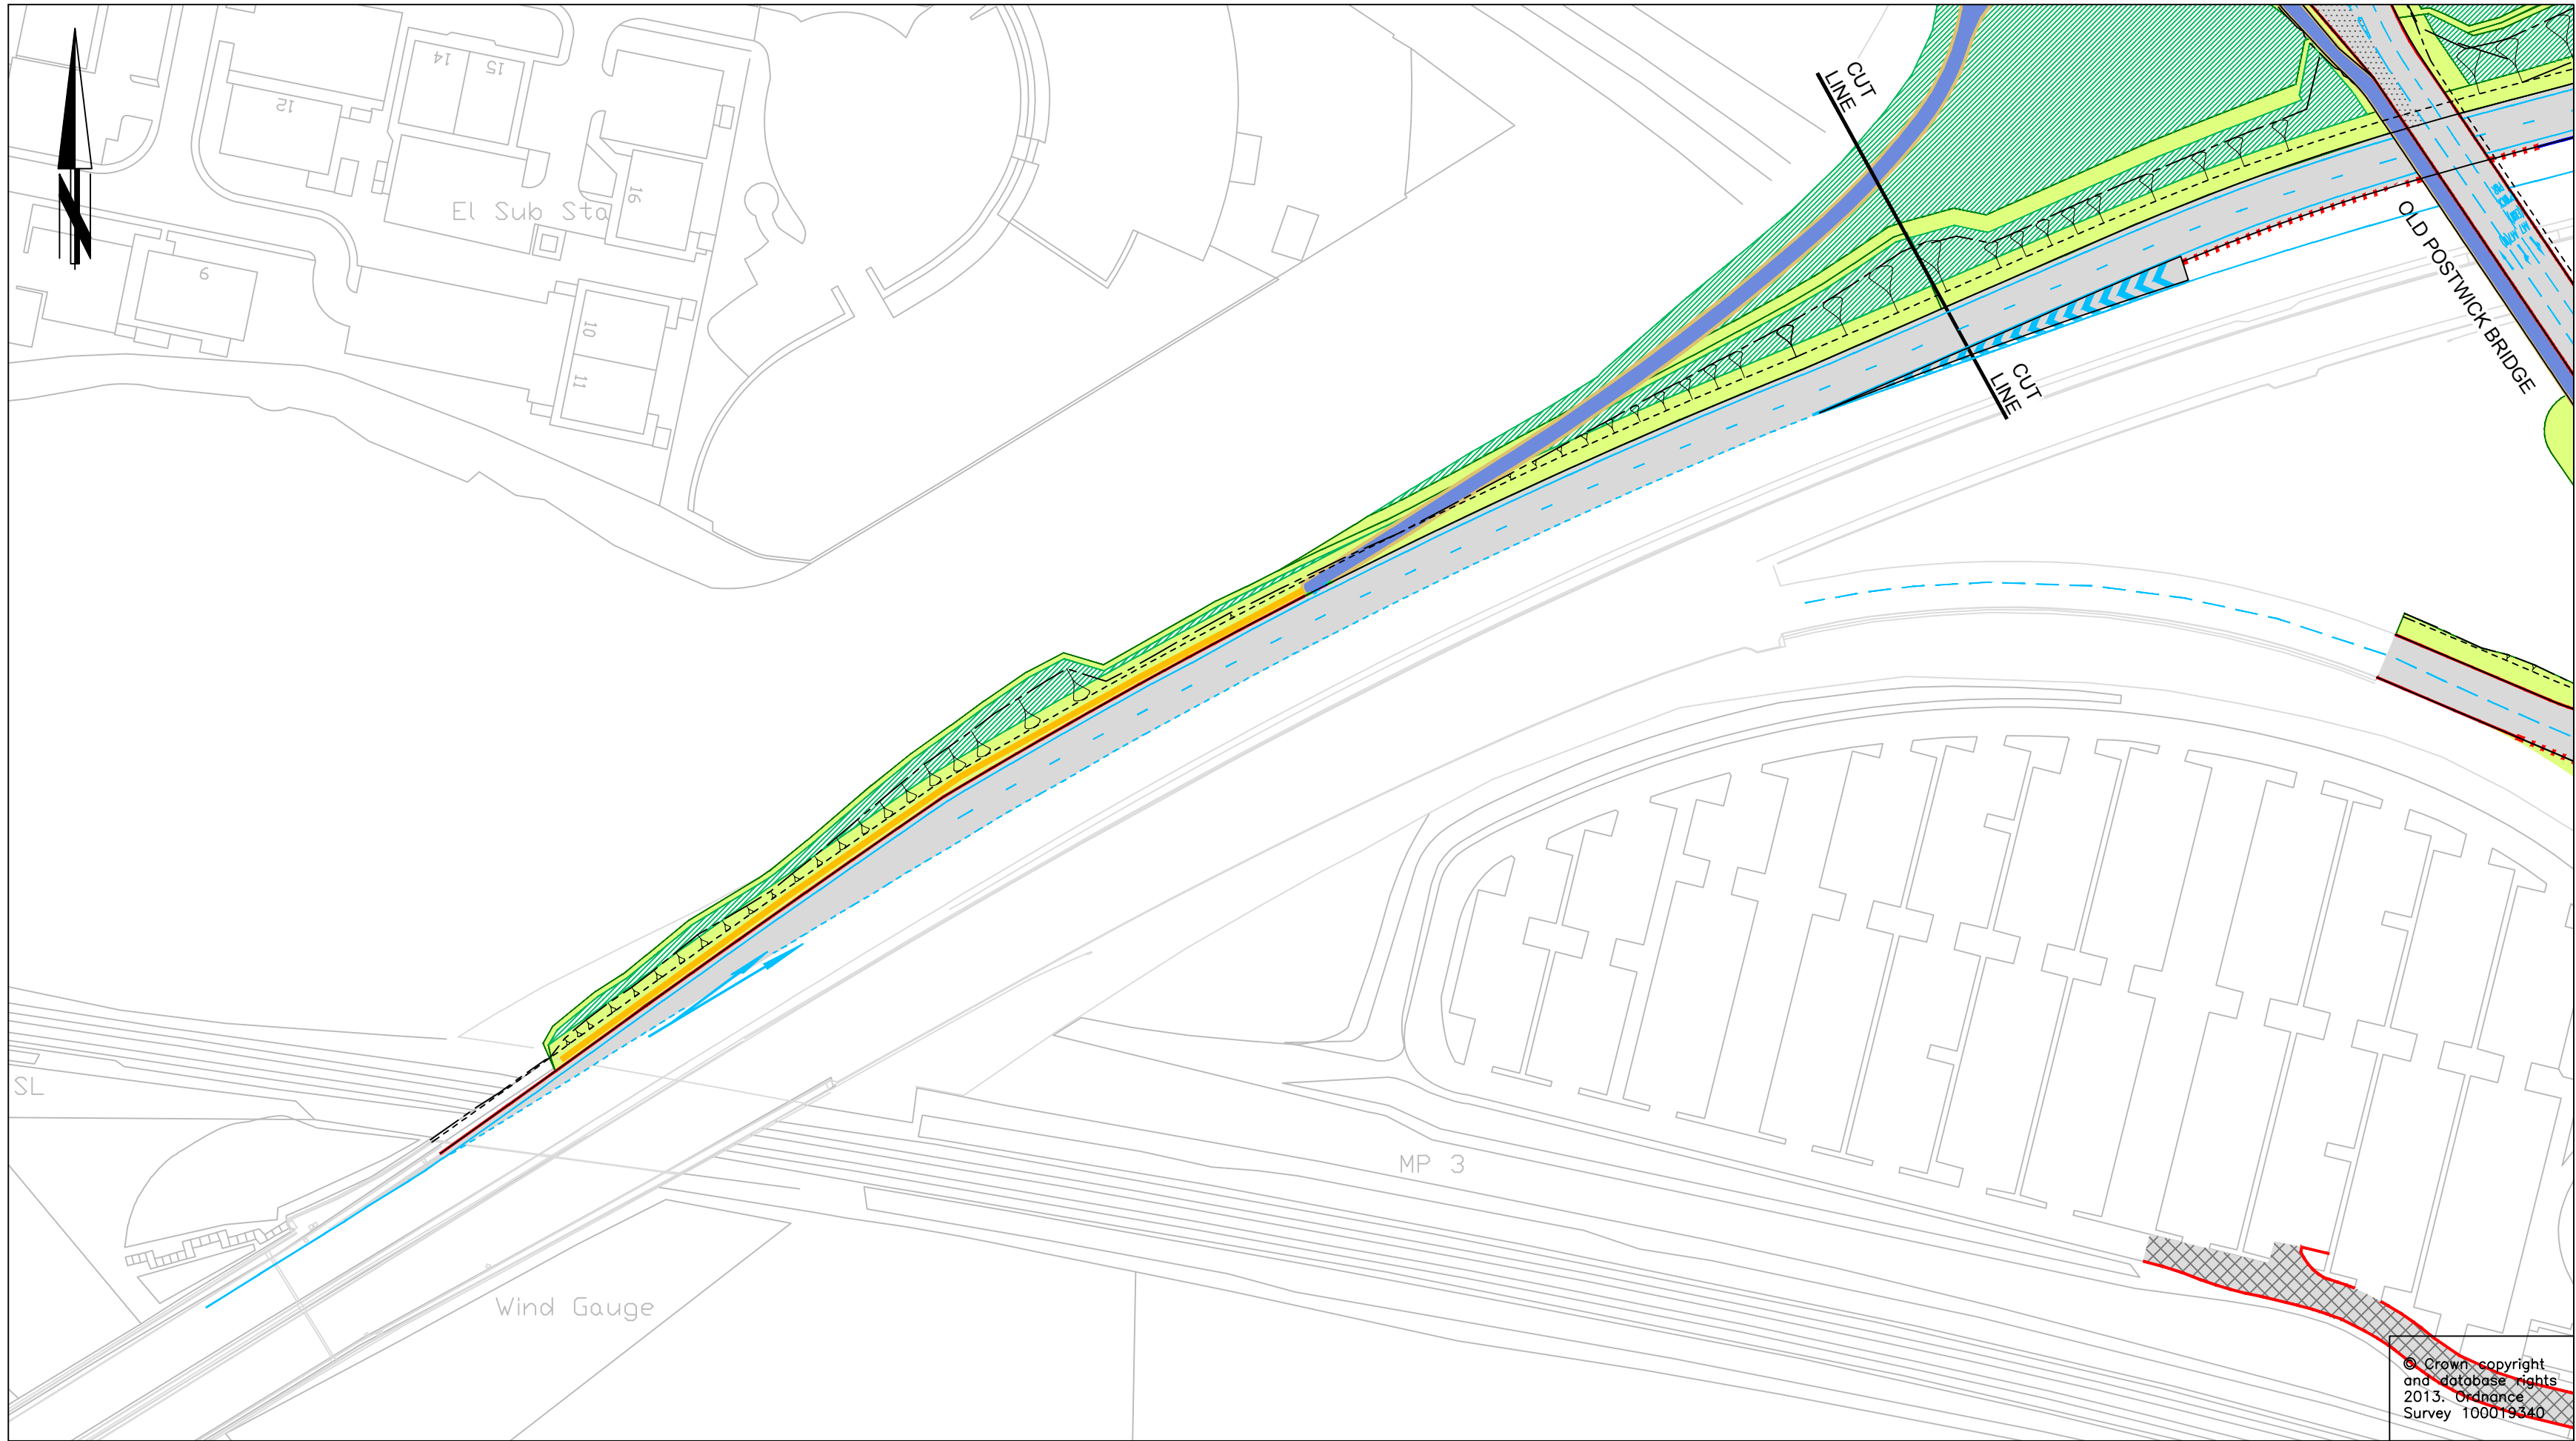 14
15
12
16
El Sub Sta
9
10
11
CUT
LINE
CUT
LINE
OLD POSTWICK BRIDGE
SL
MP 3
Wind Gauge
© Crown copyright
and database rights
2013. Ordnance
Survey 100019340